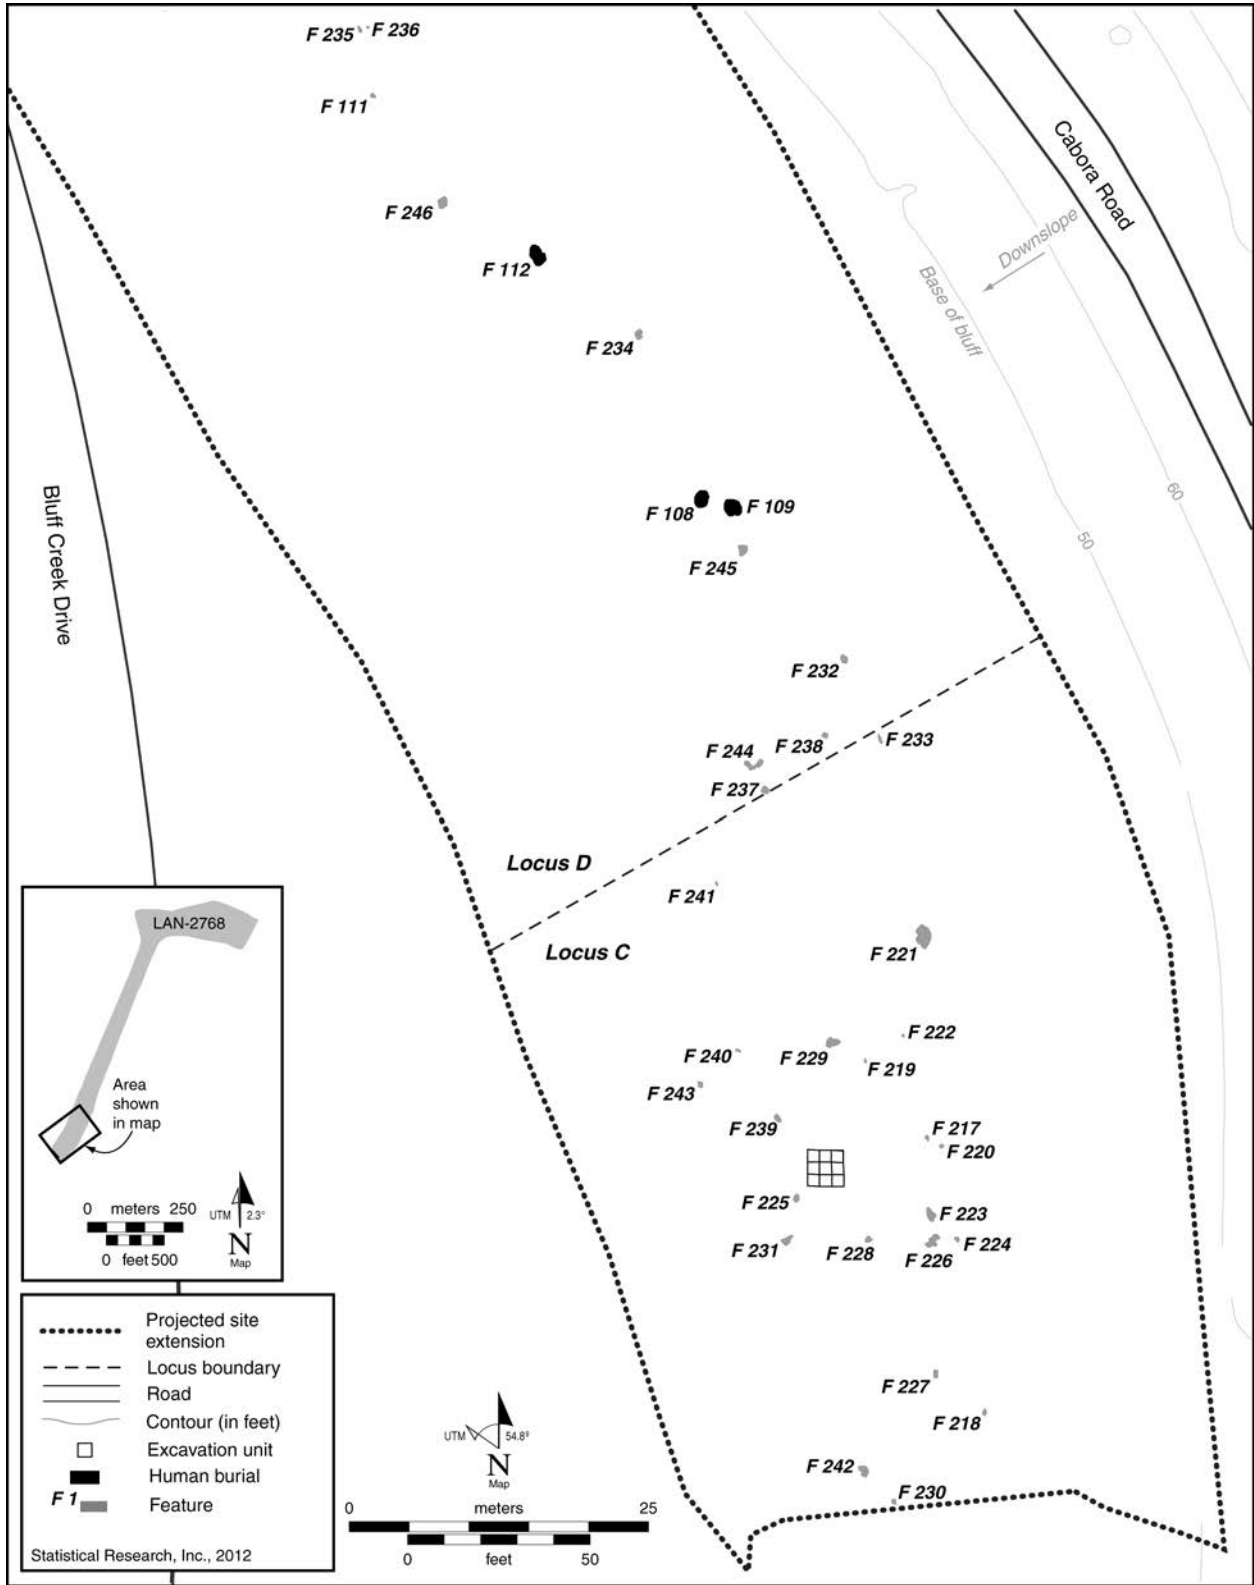 F 235
F 236
F 111
Cabora Road
F 246
Downslope
F 112
Base of bluff
F 234
Bluff Creek Drive
60
F 108
F 109
50
F 245
F 232
F 244
F 238
F 233
F 237
Locus D
F 241
LAN-2768
Locus C
F 221
F 222
F 240
F 229
F 219
Area
shown
in map
F 243
F 239
F 217
F 220
F 225
F 223
0 meters 250
UTM 2.3°
N
Map
0 feet 500
F 231
F 228
F 226
F 224
Projected site
extension
Locus boundary
Road
Contour (in feet)
Excavation unit
Human burial
F 1
Feature
Statistical Research, Inc., 2012
F 227
F 218
UTM 54.8º
N
Map
F 242
F 230
0 meters 25
0 feet 50